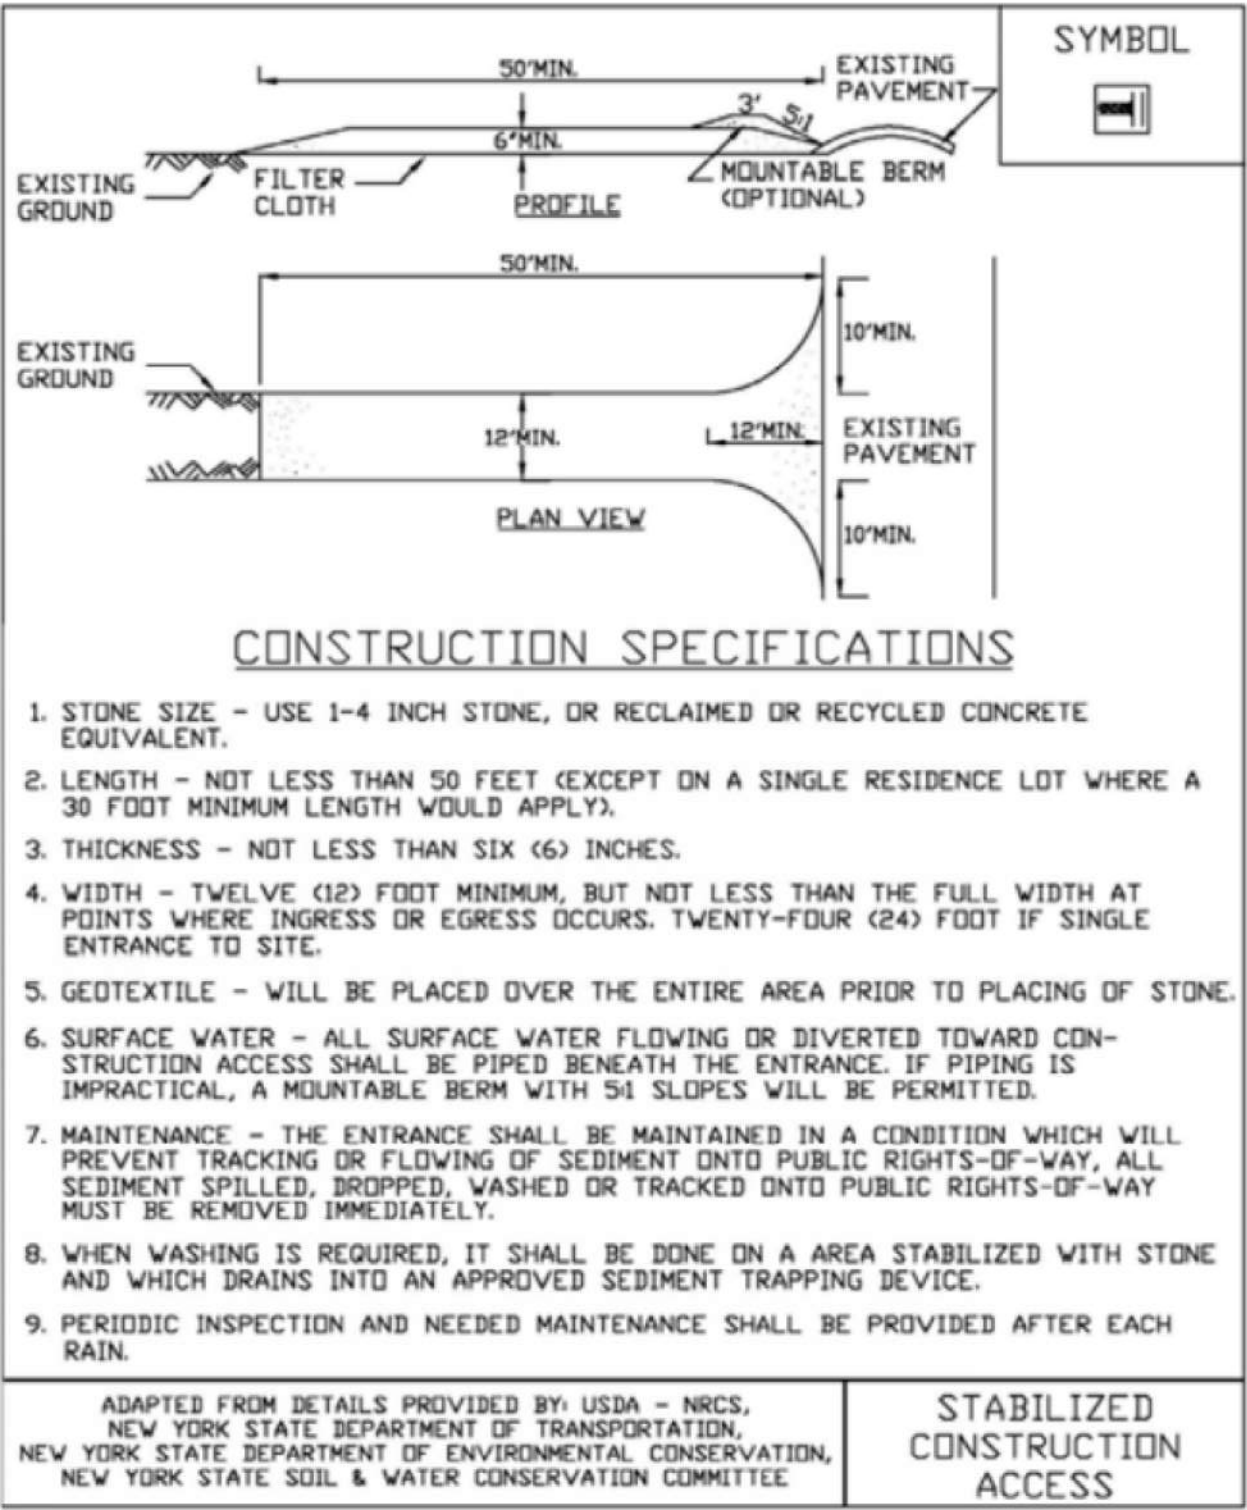 SYMBOL
50'MIN.
EXISTING
PAVEMENT
3'
5:1
6"MIN.
EXISTING
GROUND
FILTER
CLOTH
PROFILE
MOUNTABLE BERM
(OPTIONAL)
50'MIN.
10'MIN.
EXISTING
GROUND
12'MIN.
12'MIN.
EXISTING
PAVEMENT
PLAN VIEW
10'MIN.
CONSTRUCTION SPECIFICATIONS
1. STONE SIZE - USE 1-4 INCH STONE, OR RECLAIMED OR RECYCLED CONCRETE
EQUIVALENT.
2. LENGTH - NOT LESS THAN 50 FEET (EXCEPT ON A SINGLE RESIDENCE LOT WHERE A
30 FOOT MINIMUM LENGTH WOULD APPLY).
3. THICKNESS - NOT LESS THAN SIX (6) INCHES.
4. WIDTH - TWELVE (12) FOOT MINIMUM, BUT NOT LESS THAN THE FULL WIDTH AT
POINTS WHERE INGRESS OR EGRESS OCCURS. TWENTY-FOUR (24) FOOT IF SINGLE
ENTRANCE TO SITE.
5. GEOTEXTILE - WILL BE PLACED OVER THE ENTIRE AREA PRIOR TO PLACING OF STONE.
6. SURFACE WATER - ALL SURFACE WATER FLOWING OR DIVERTED TOWARD CON-
STRUCTION ACCESS SHALL BE PIPED BENEATH THE ENTRANCE. IF PIPING IS
IMPRACTICAL, A MOUNTABLE BERM WITH 5:1 SLOPES WILL BE PERMITTED.
7. MAINTENANCE - THE ENTRANCE SHALL BE MAINTAINED IN A CONDITION WHICH WILL
PREVENT TRACKING OR FLOWING OF SEDIMENT ONTO PUBLIC RIGHTS-OF-WAY, ALL
SEDIMENT SPILLED, DROPPED, WASHED OR TRACKED ONTO PUBLIC RIGHTS-OF-WAY
MUST BE REMOVED IMMEDIATELY.
8. WHEN WASHING IS REQUIRED, IT SHALL BE DONE ON A AREA STABILIZED WITH STONE
AND WHICH DRAINS INTO AN APPROVED SEDIMENT TRAPPING DEVICE.
9. PERIODIC INSPECTION AND NEEDED MAINTENANCE SHALL BE PROVIDED AFTER EACH
RAIN.
ADAPTED FROM DETAILS PROVIDED BY: USDA - NRCS,
NEW YORK STATE DEPARTMENT OF TRANSPORTATION,
NEW YORK STATE DEPARTMENT OF ENVIRONMENTAL CONSERVATION,
NEW YORK STATE SOIL & WATER CONSERVATION COMMITTEE
STABILIZED
CONSTRUCTION
ACCESS